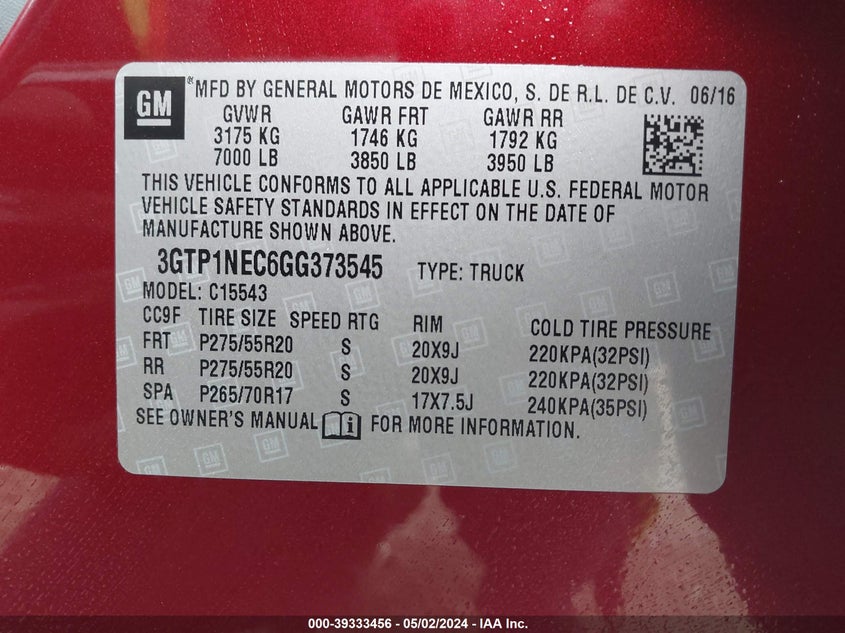 GM
® MFD BY GENERAL MOTORS DE MEXICO, S. DE R.L. DE C.V. 06/16
GVWR GAWR FRT GAWR RR
3175 KG 1746 KG 1792 KG
7000 LB 3850 LB 3950 LB
THIS VEHICLE CONFORMS TO ALL APPLICABLE U.S. FEDERAL MOTOR
VEHICLE SAFETY STANDARDS IN EFFECT ON THE DATE OF
MANUFACTURE SHOWN ABOVE.
3GTP1NEC6GG373545 TYPE: TRUCK
MODEL: C15543
CC9F TIRE SIZE SPEED RTG RIM COLD TIRE PRESSURE
FRT P275/55R20 S 20X9J 220KPA(32PSI)
RR P275/55R20 S 20X9J 220KPA(32PSI)
SPA P265/70R17 S 17X7.5J 240KPA(35PSI)
SEE OWNER'S MANUAL i FOR MORE INFORMATION.
000-39333456 - 05/02/2024 - IAA Inc.